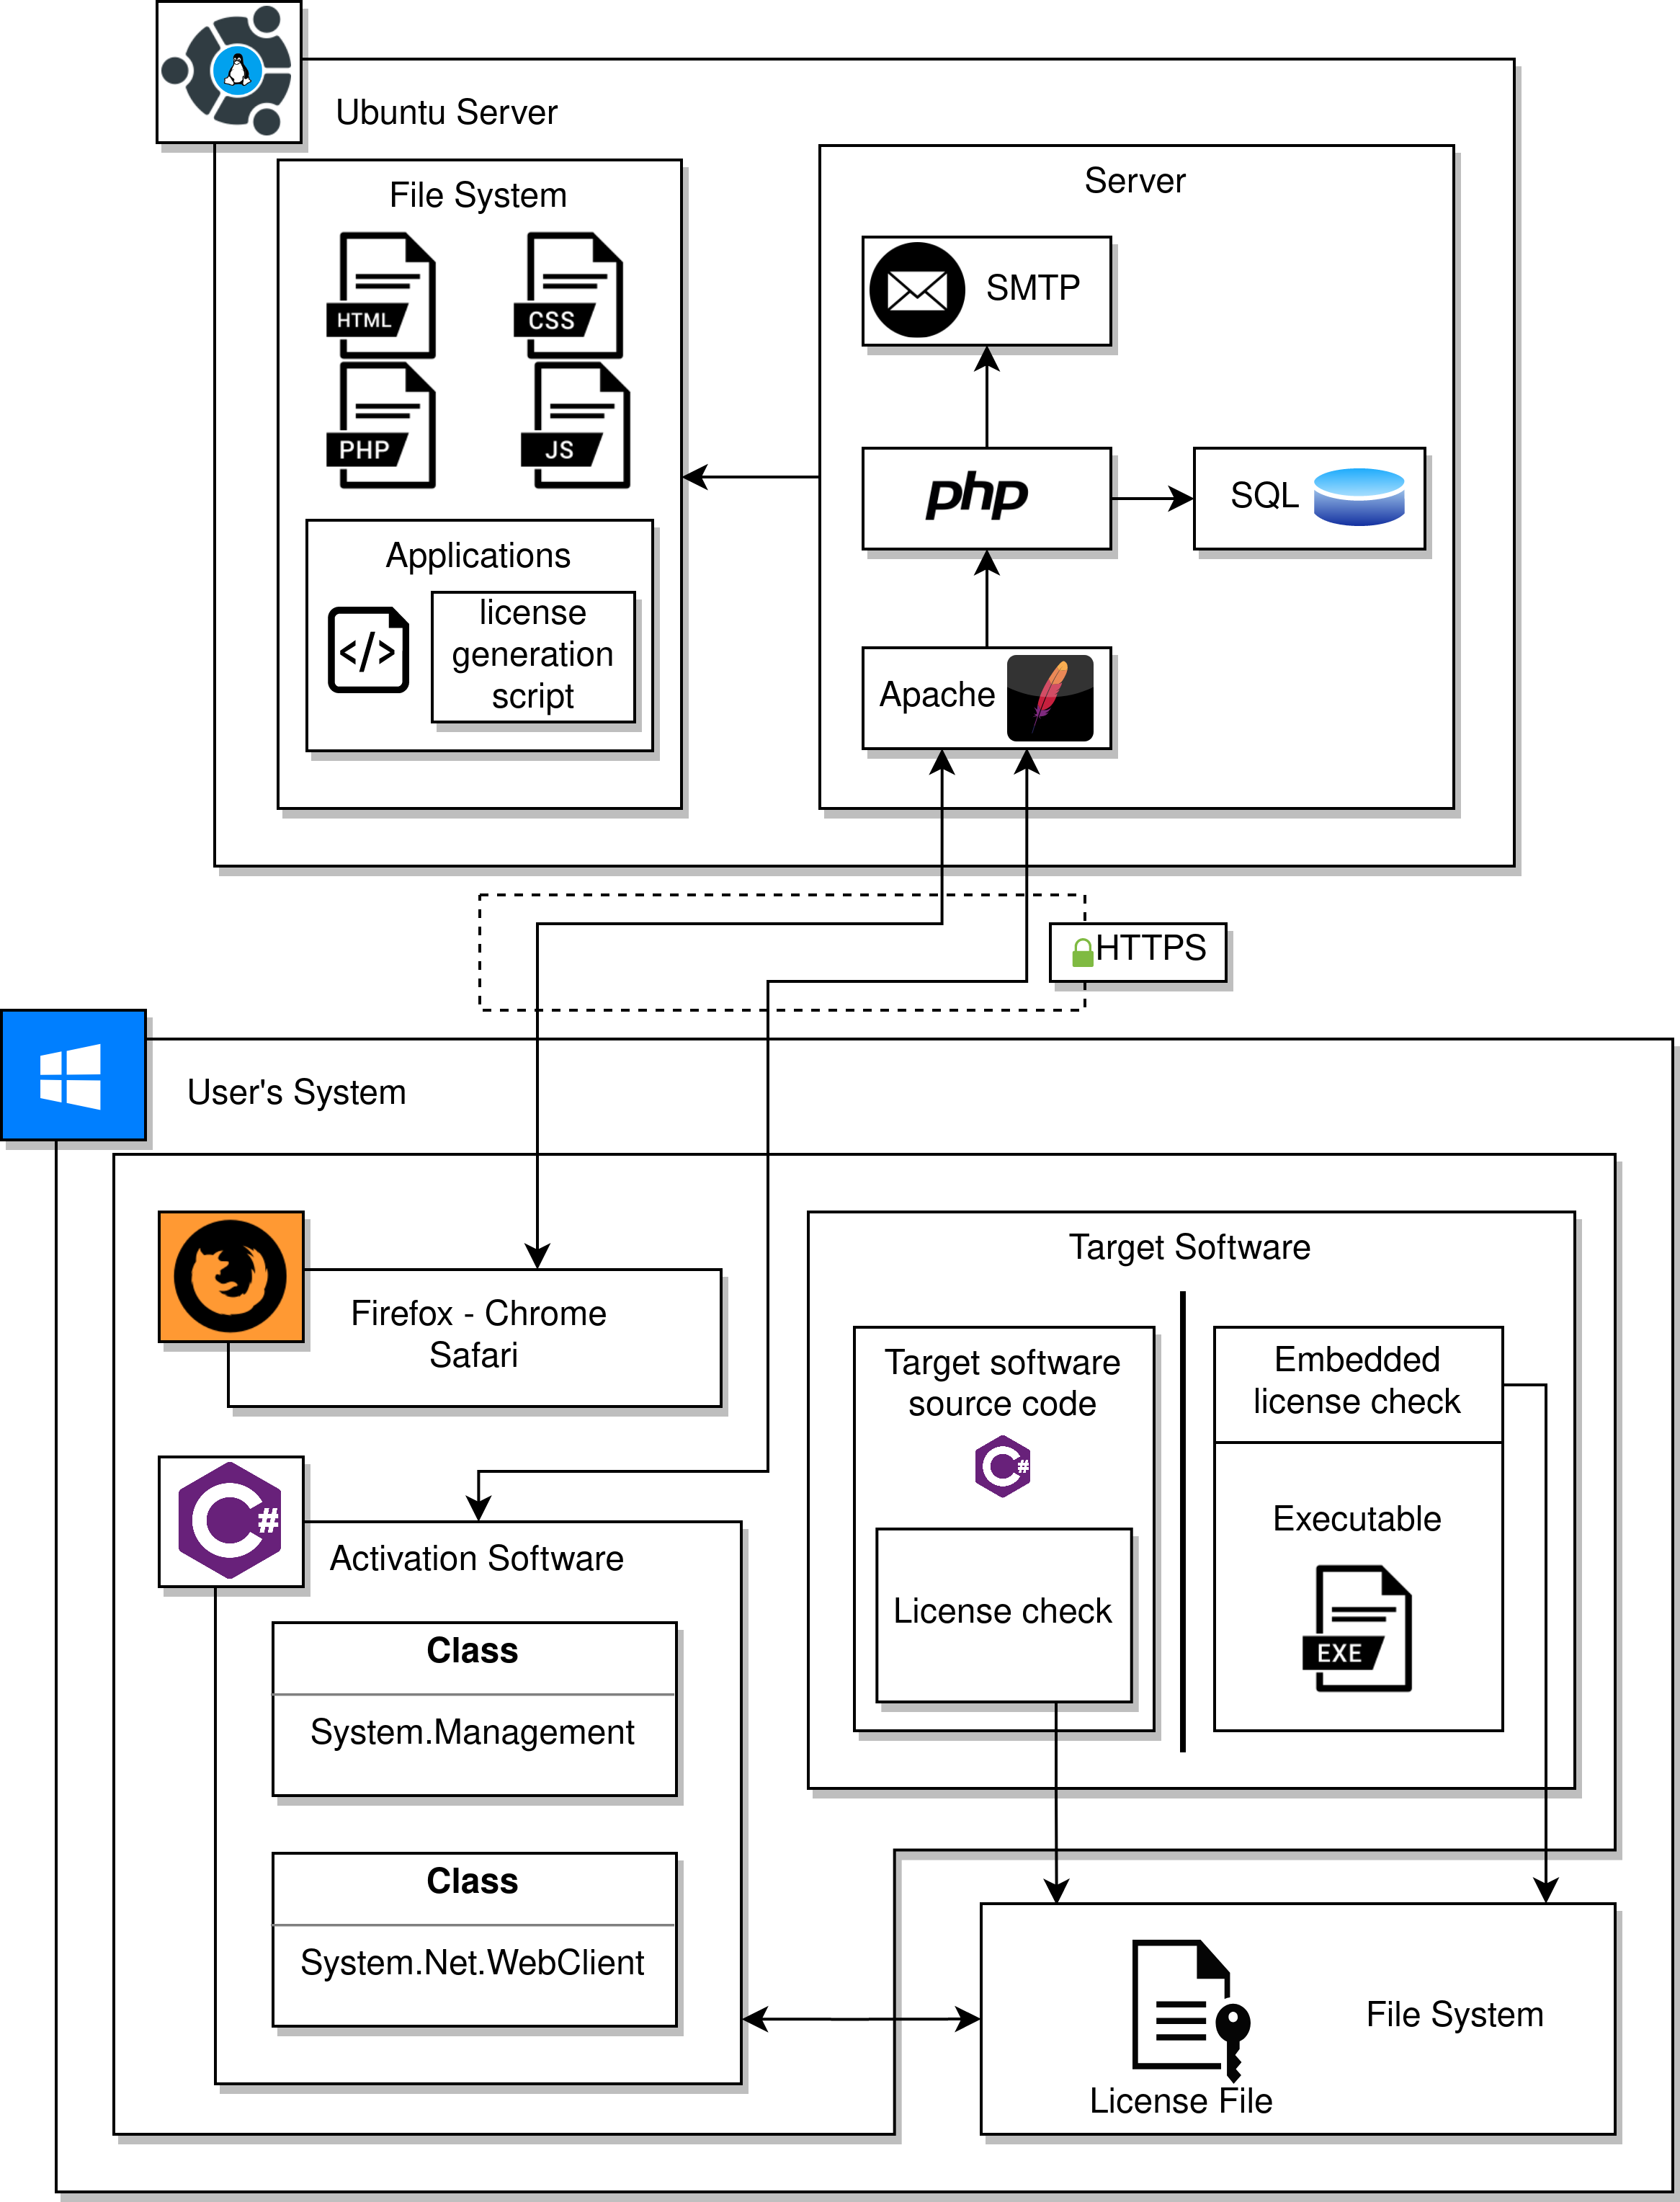 Ubuntu Server
File System
HTML
CSS
PHP
JS
Applications
</>
license
generation
script
Server
SMTP
php
SQL
Apache
HTTPS
User's System
Firefox - Chrome
Safari
C#
Activation Software
Class
System.Management
Class
System.Net.WebClient
Target Software
Target software
source code
C#
License check
Embedded
license check
Executable
EXE
File System
License File